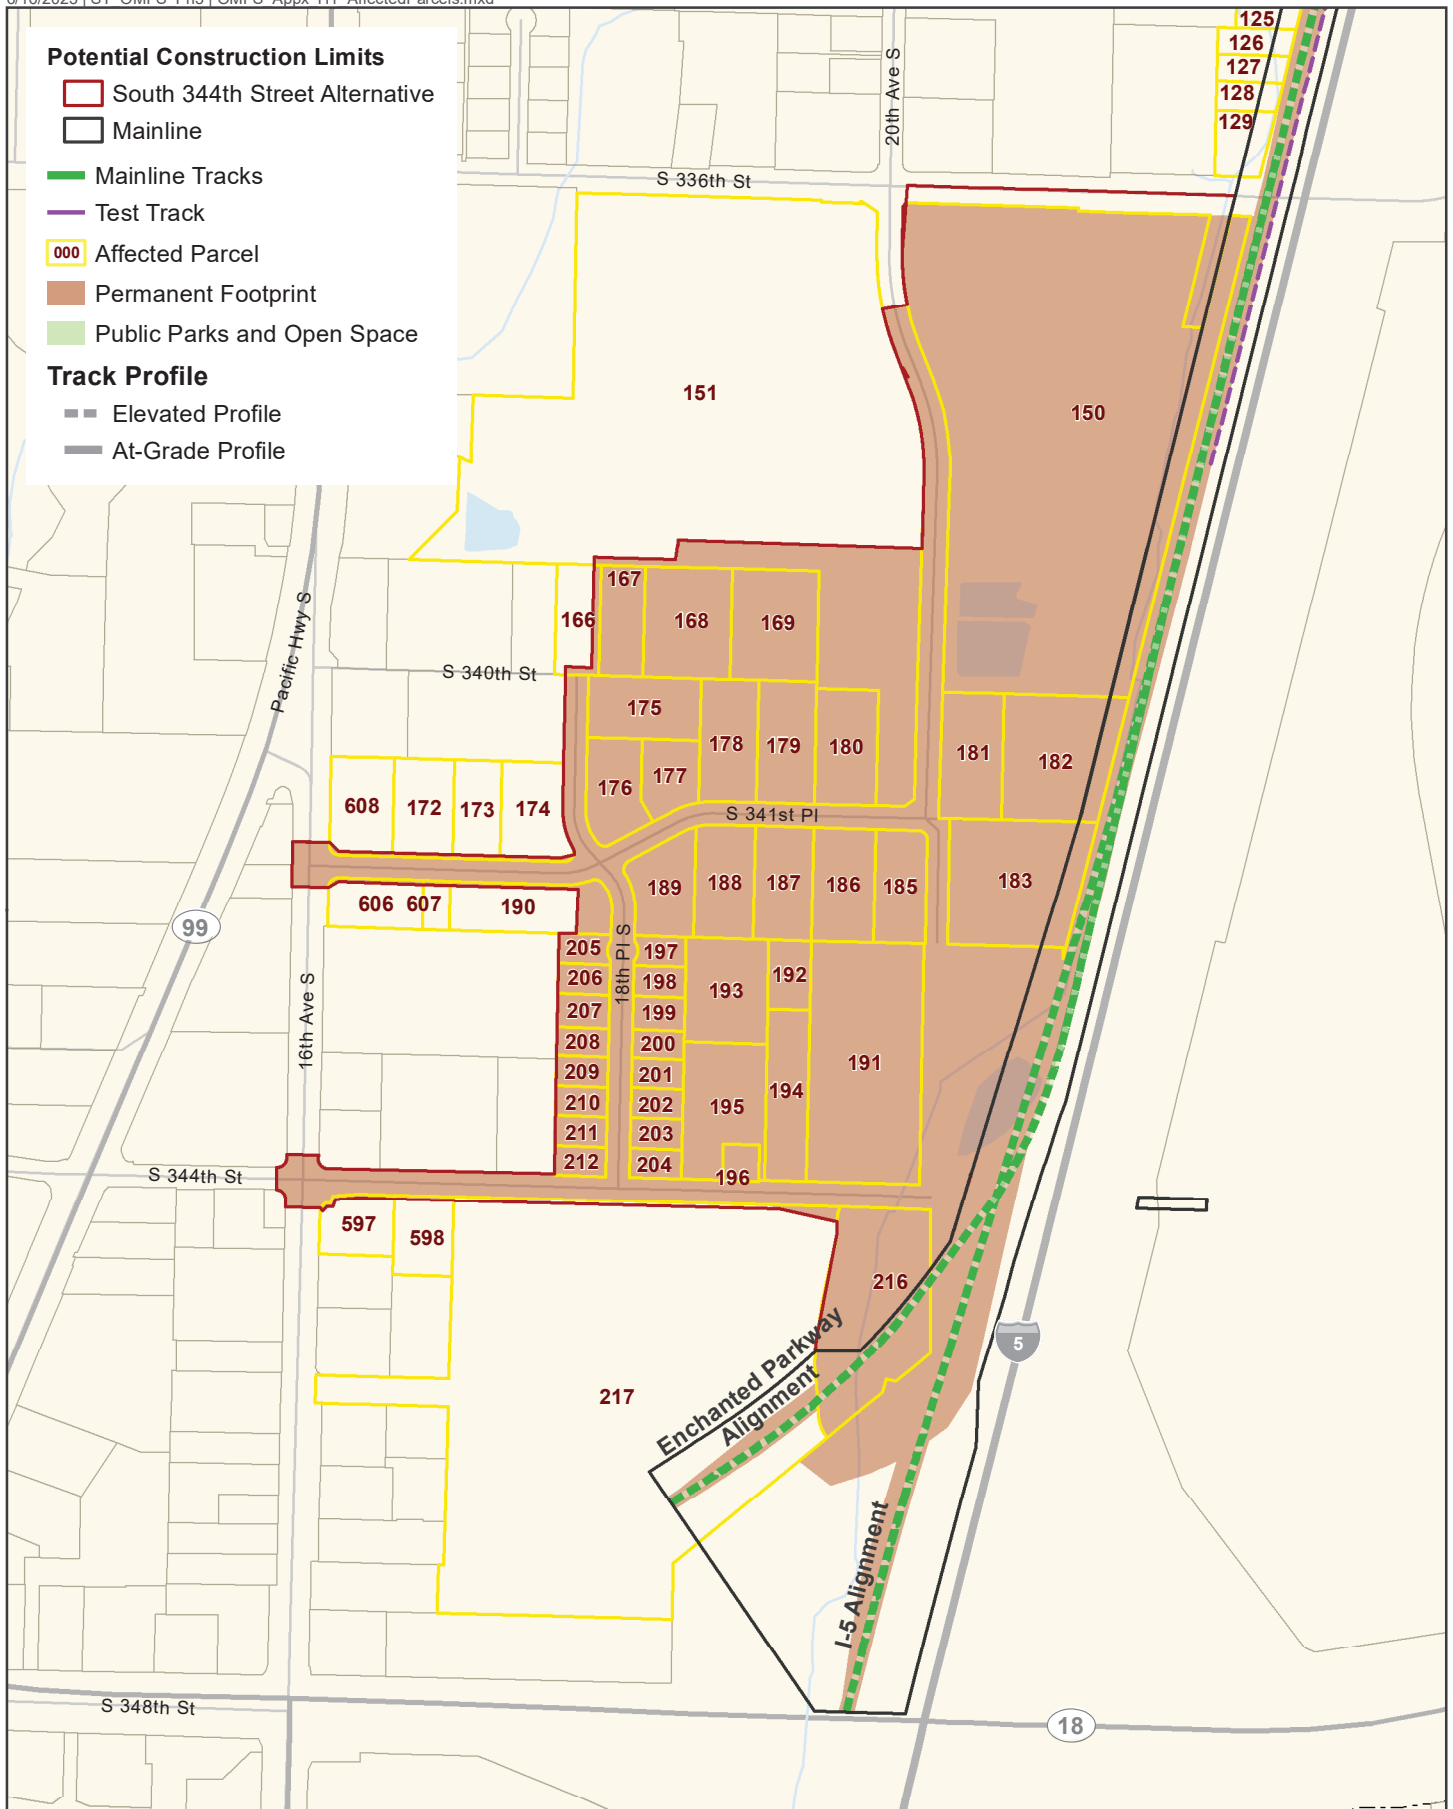 Potential Construction Limits
South 344th Street Alternative
Mainline
Mainline Tracks
Test Track
000 Affected Parcel
Permanent Footprint
Public Parks and Open Space
Track Profile
Elevated Profile
At-Grade Profile
125
126
127
128
129
20th Ave S
S 336th St
151
150
167
166
168
169
Pacific Hwy S
S 340th St
175
178
179
180
181
182
176
177
608
172
173
174
S 341st Pl
189
188
187
186
185
183
606
607
190
99
18th Pl S
205
206
207
208
209
210
211
212
197
198
199
200
201
202
203
204
193
192
191
194
195
196
16th Ave S
S 344th St
597
598
216
5
217
Enchanted Parkway
Alignment
I-5 Alignment
S 348th St
18